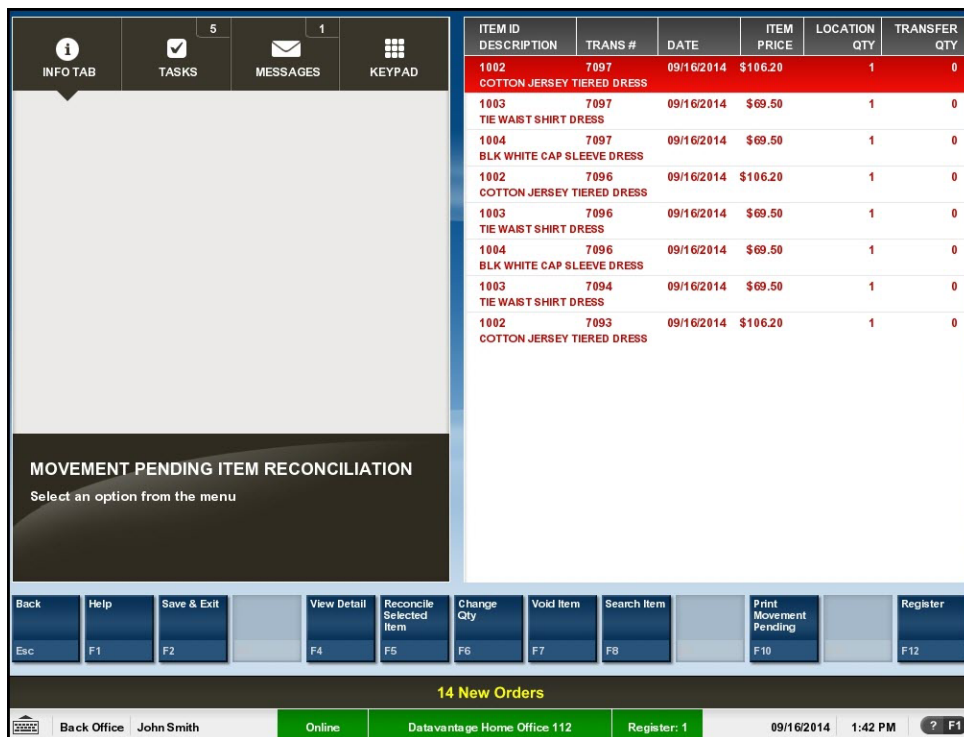 5
1
INFO TAB TASKS MESSAGES KEYPAD
ITEM ID ITEM LOCATION TRANSFER
DESCRIPTION TRANS # DATE PRICE QTY QTY
1002 7097 09/16/2014 $106.20 1 0
COTTON JERSEY TIERED DRESS
1003 7097 09/16/2014 $69.50 1 0
TIE WAIST SHIRT DRESS
1004 7097 09/16/2014 $69.50 1 0
BLK WHITE CAP SLEEVE DRESS
1002 7096 09/16/2014 $106.20 1 0
COTTON JERSEY TIERED DRESS
1003 7096 09/16/2014 $69.50 1 0
TIE WAIST SHIRT DRESS
1004 7096 09/16/2014 $69.50 1 0
BLK WHITE CAP SLEEVE DRESS
1003 7094 09/16/2014 $69.50 1 0
TIE WAIST SHIRT DRESS
1002 7093 09/16/2014 $106.20 1 0
COTTON JERSEY TIERED DRESS
MOVEMENT PENDING ITEM RECONCILIATION
Select an option from the menu
Back Help Save & Exit View Detail Reconcile Change Void Item Search Item Print Register
Selected Qty Movement
Item Pending
Esc F1 F2 F4 F5 F6 F7 F8 F10 F12
14 New Orders
Back Office John Smith Online Datavantage Home Office 112 Register: 1 09/16/2014 1:42 PM ? F1